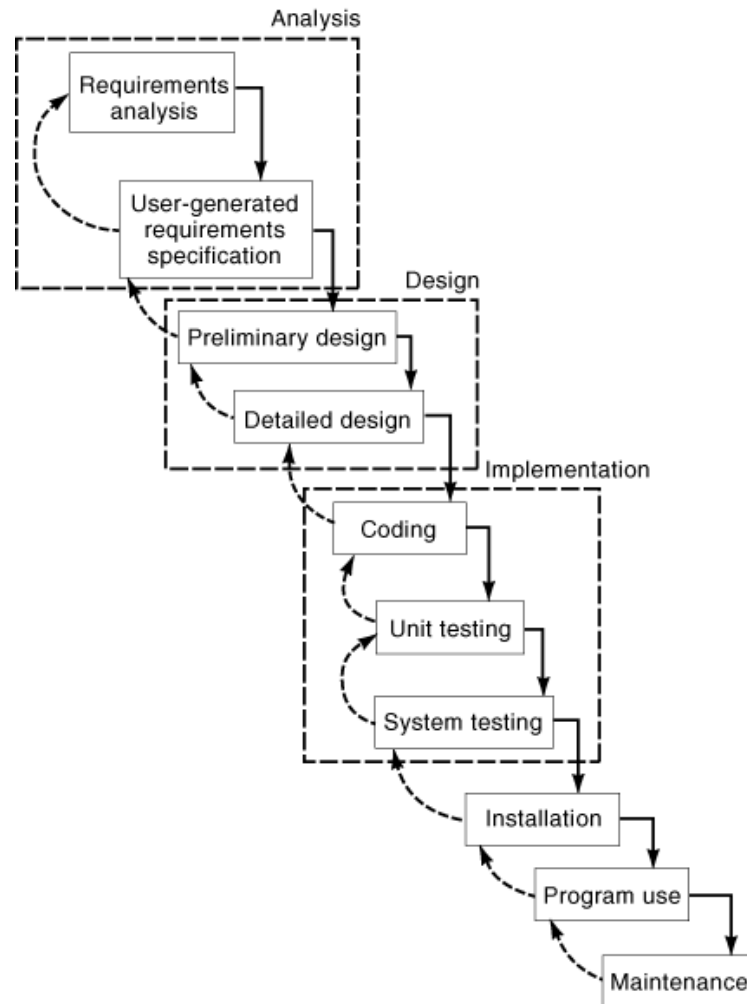 Analysis
Requirements
analysis
User-generated
requirements
specification
Design
Preliminary design
Detailed design
Implementation
Coding
Unit testing
System testing
Installation
Program use
Maintenance